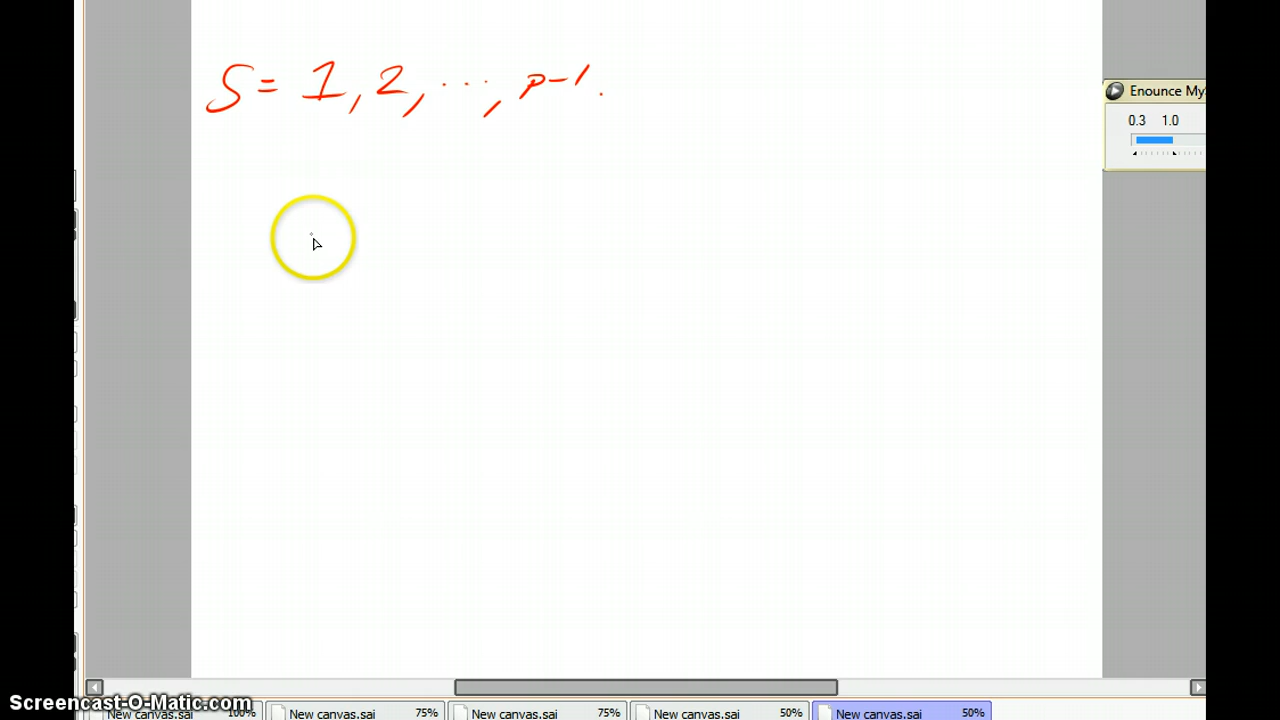 S = 1, 2, ..., p-1.
Enounce My
0.3 1.0
Screencast-O-Matic.com
New canvas.sai 100% New canvas.sai 75% New canvas.sai 75% New canvas.sai 50% New canvas.sai 50%